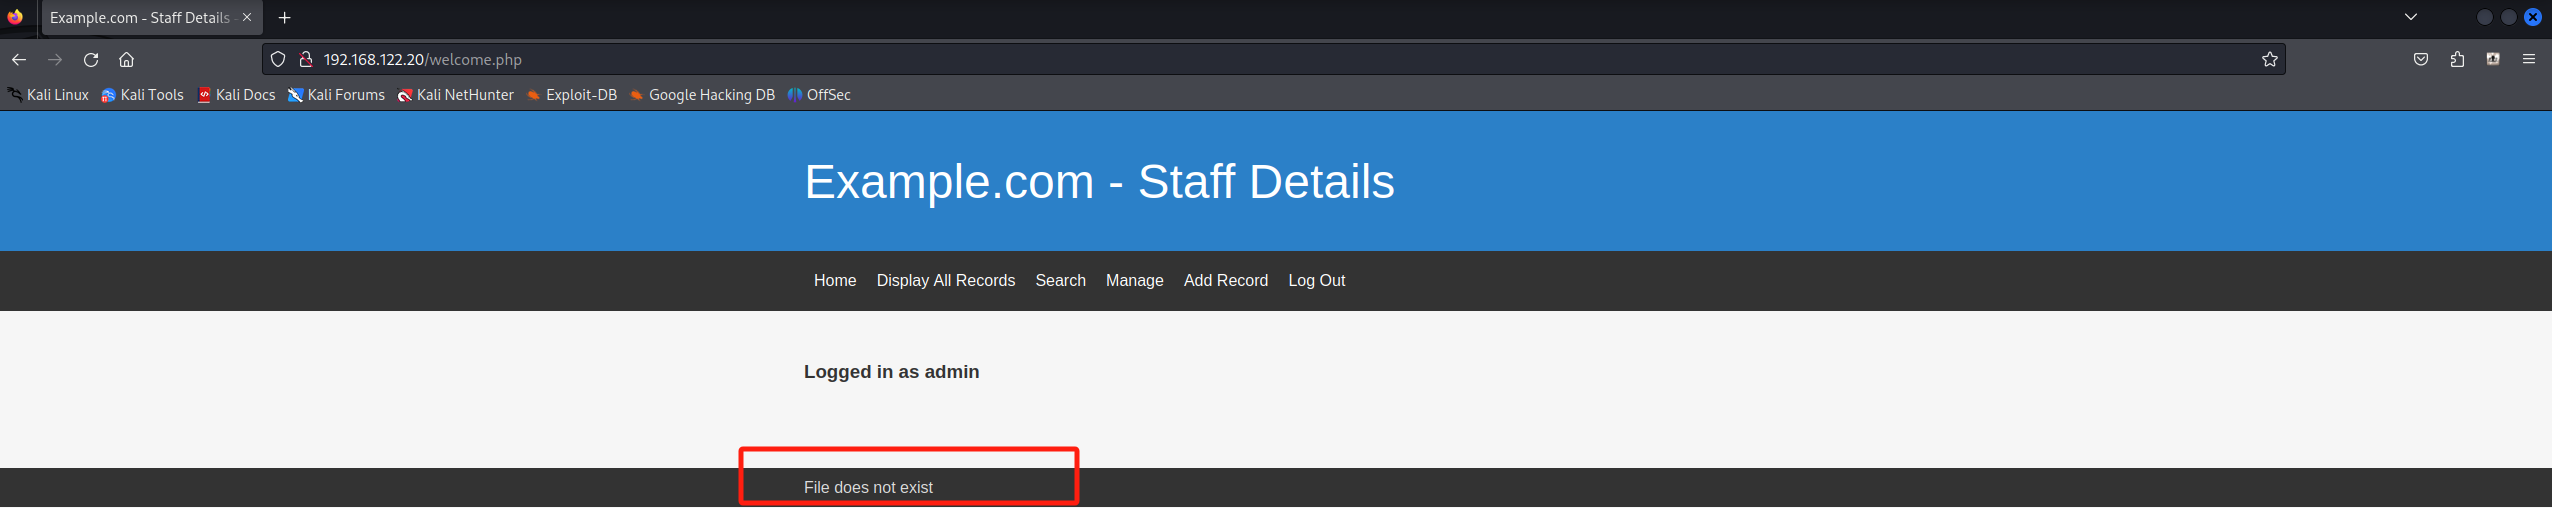 Example.com - Staff Details -
192.168.122.20/welcome.php
Kali Linux Kali Tools Kali Docs Kali Forums Kali NetHunter Exploit-DB Google Hacking DB OffSec
Example.com - Staff Details
Home Display All Records Search Manage Add Record Log Out
Logged in as admin
File does not exist